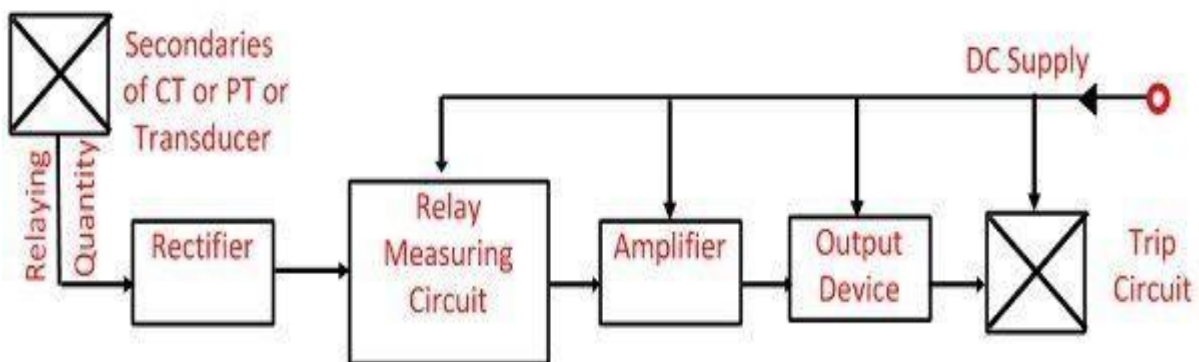 Secondaries
of CT or PT or
Transducer
DC Supply
Relaying
Quantity
Rectifier
Relay
Measuring
Circuit
Amplifier
Output
Device
Trip
Circuit